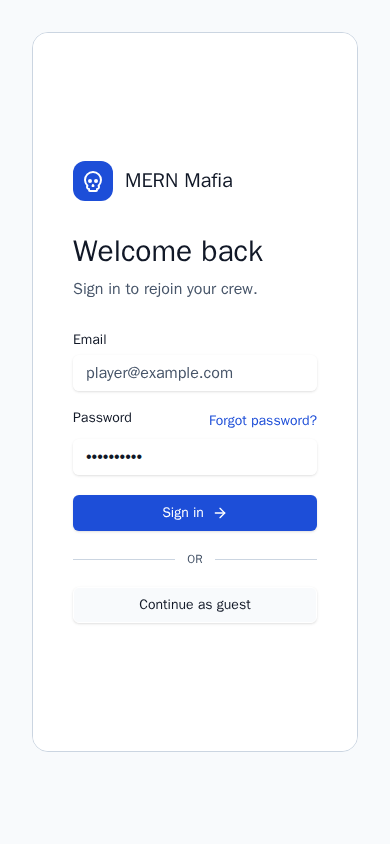 MERN Mafia
Welcome back
Sign in to rejoin your crew.
Email
player@example.com
Password
Forgot password?
••••••••••
Sign in
OR
Continue as guest